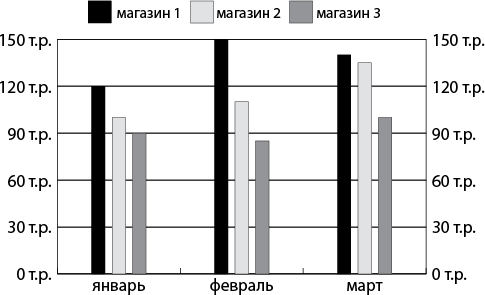 магазин 1 магазин 2 магазин 3
150 т.р. 150 т.р.
120 т.р. 120 т.р.
90 т.р. 90 т.р.
60 т.р. 60 т.р.
30 т.р. 30 т.р.
0 т.р. 0 т.р.
январь февраль март